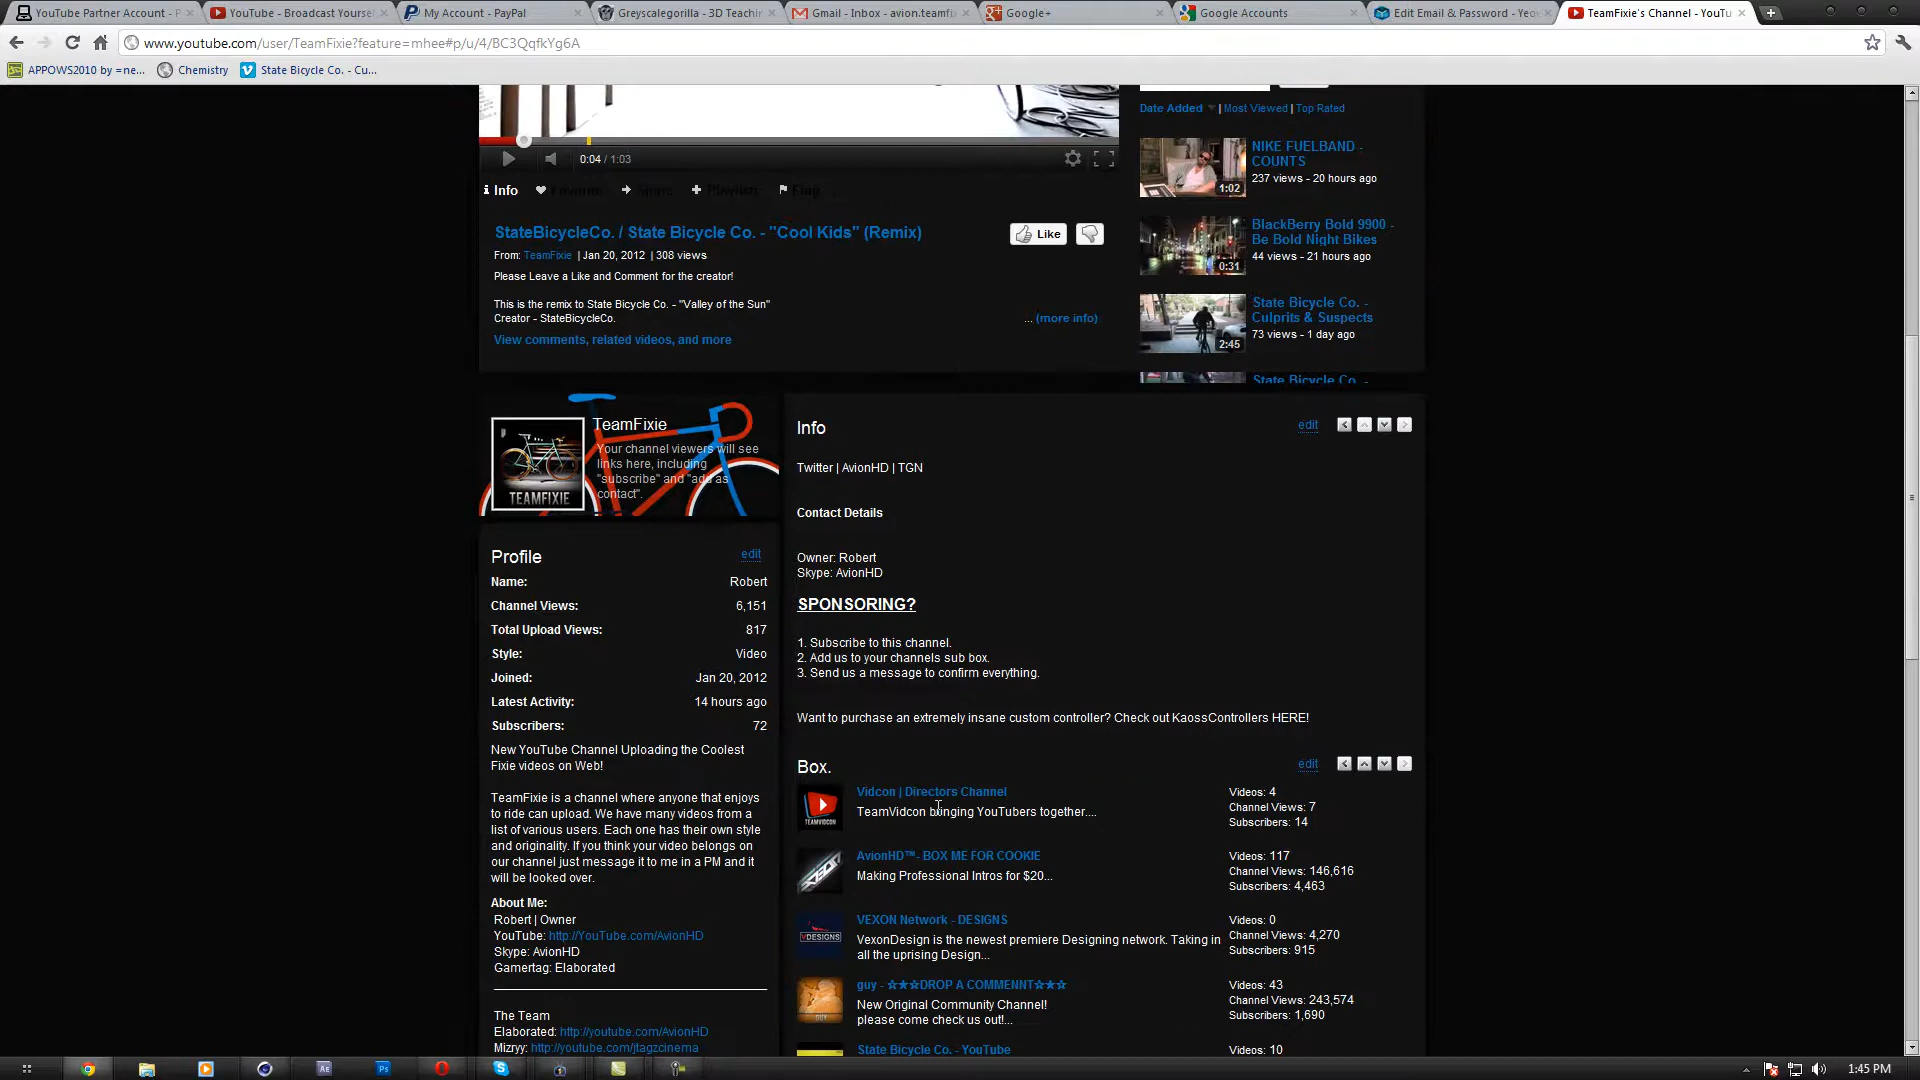 YouTube Partner Account - P
YouTube - Broadcast Yourse
My Account - PayPal
Greyscalegorilla - 3D Teachin
Gmail - Inbox - avion.teamfi
Google+
Google Accounts
Edit Email & Password - Yeo
TeamFixie's Channel - YouTu
www.youtube.com/user/TeamFixie?feature=mhee#p/u/4/BC3QqfkYg6A
APPOWS2010 by =ne...
Chemistry
State Bicycle Co. - Cu...
Date Added | Most Viewed | Top Rated
0:04 / 1:03
Info
Favorite
Share
Playlists
Flag
StateBicycleCo. / State Bicycle Co. - "Cool Kids" (Remix)
Like
From: TeamFixie | Jan 20, 2012 | 308 views
Please Leave a Like and Comment for the creator!
This is the remix to State Bicycle Co. - "Valley of the Sun"
Creator - StateBicycleCo.
... (more info)
View comments, related videos, and more
1:02
NIKE FUELBAND -
COUNTS
237 views - 20 hours ago
0:31
BlackBerry Bold 9900 -
Be Bold Night Bikes
44 views - 21 hours ago
2:45
State Bicycle Co. -
Culprits & Suspects
73 views - 1 day ago
State Bicycle Co. -
TEAMFIXIE
TeamFixie
Your channel viewers will see
links here, including
"subscribe" and "add as
contact".
Profile
edit
Name: Robert
Channel Views: 6,151
Total Upload Views: 817
Style: Video
Joined: Jan 20, 2012
Latest Activity: 14 hours ago
Subscribers: 72
New YouTube Channel Uploading the Coolest
Fixie videos on Web!
TeamFixie is a channel where anyone that enjoys
to ride can upload. We have many videos from a
list of various users. Each one has their own style
and originality. If you think your video belongs on
our channel just message it to me in a PM and it
will be looked over.
About Me:
Robert | Owner
YouTube: http://YouTube.com/AvionHD
Skype: AvionHD
Gamertag: Elaborated
The Team
Elaborated: http://youtube.com/AvionHD
Mizryy: http://youtube.com/jtagzcinema
Info
edit
Twitter | AvionHD | TGN
Contact Details
Owner: Robert
Skype: AvionHD
SPONSORING?
1. Subscribe to this channel.
2. Add us to your channels sub box.
3. Send us a message to confirm everything.
Want to purchase an extremely insane custom controller? Check out KaossControllers HERE!
Box.
edit
TEAMVIDCON
Vidcon | Directors Channel
TeamVidcon bringing YouTubers together....
Videos: 4
Channel Views: 7
Subscribers: 14
AvionHD™- BOX ME FOR COOKIE
Making Professional Intros for $20...
Videos: 117
Channel Views: 146,616
Subscribers: 4,463
VDESIGNS
VEXON Network - DESIGNS
VexonDesign is the newest premiere Designing network. Taking in
all the uprising Design...
Videos: 0
Channel Views: 4,270
Subscribers: 915
GUY
guy - ☆★☆DROP A COMMENNT☆★☆
New Original Community Channel!
please come check us out!...
Videos: 43
Channel Views: 243,574
Subscribers: 1,690
State Bicycle Co. - YouTube
Videos: 10
Ae
Ps
1:45 PM